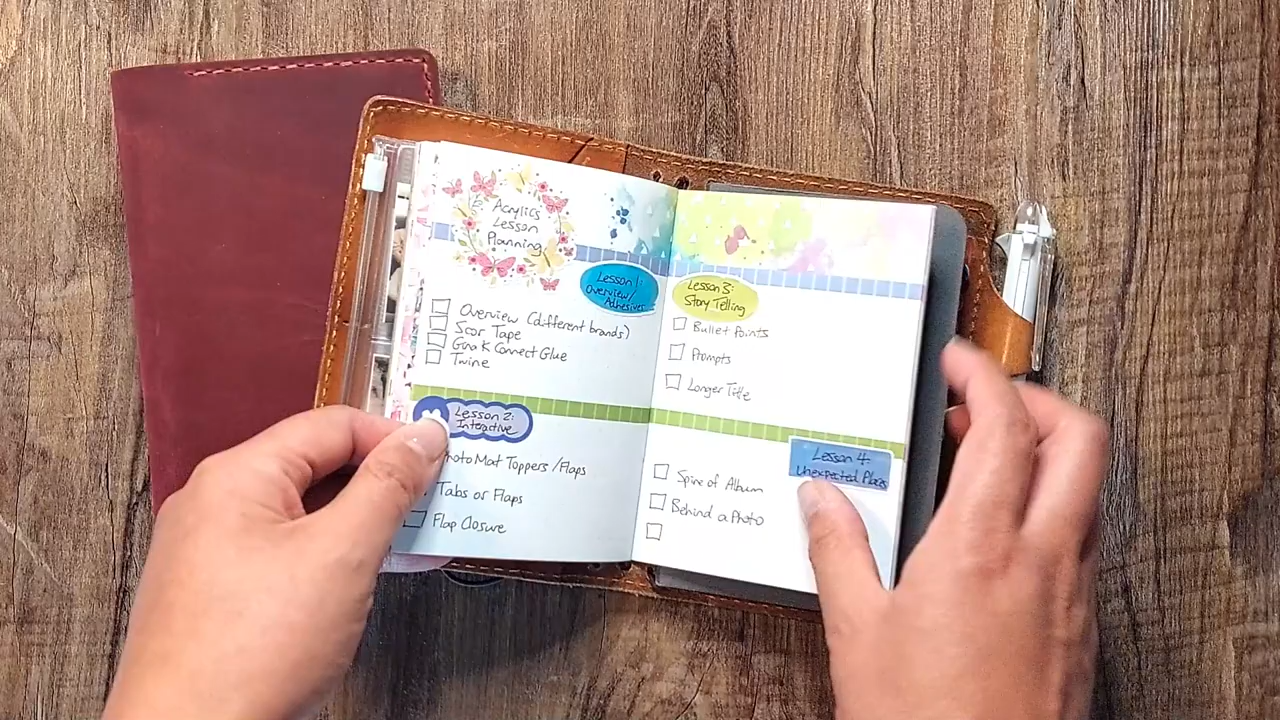 Acrylics
Lesson
Planning
Lesson 1:
Overview/
Adhesives
Overview (different brands)
Scor Tape
Gina K Connect Glue
Twine
Lesson 2:
Interactive
Photo Mat Toppers/Flaps
Tabs or Flaps
Flap Closure
Lesson 3:
Story Telling
Bullet Points
Prompts
Longer Title
Lesson 4:
Unexpected Places
Spine of Album
Behind a Photo